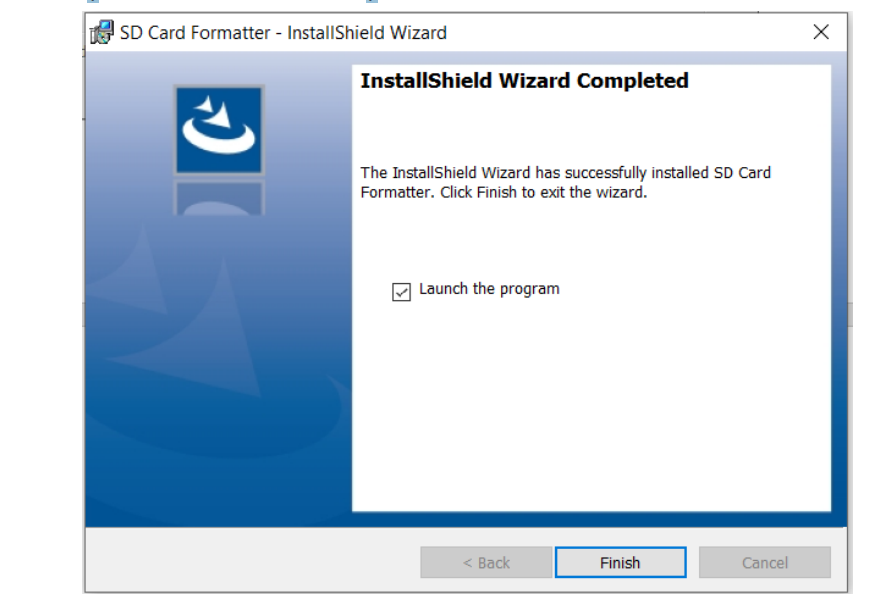 SD Card Formatter - InstallShield Wizard
InstallShield Wizard Completed
The InstallShield Wizard has successfully installed SD Card
Formatter. Click Finish to exit the wizard.
Launch the program
< Back
Finish
Cancel